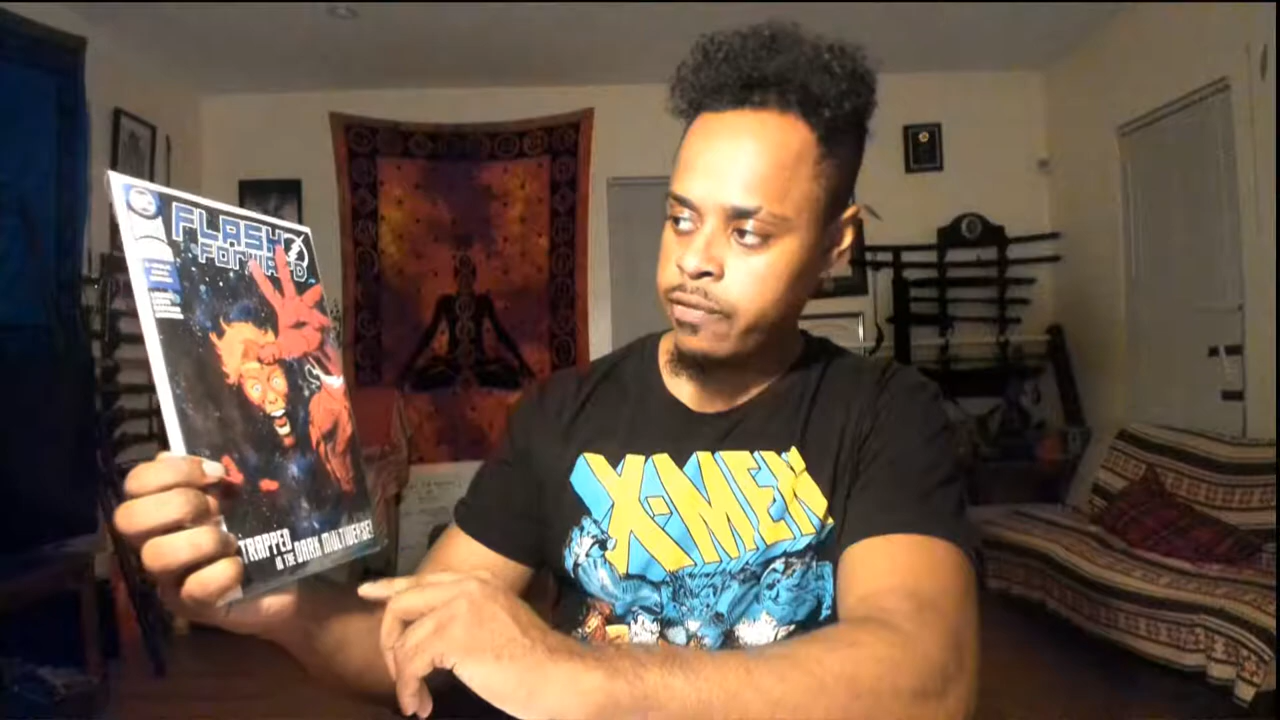 FLASH
FORWARD
TRAPPED
IN THE DARK MULTIVERSE!
X-MEN